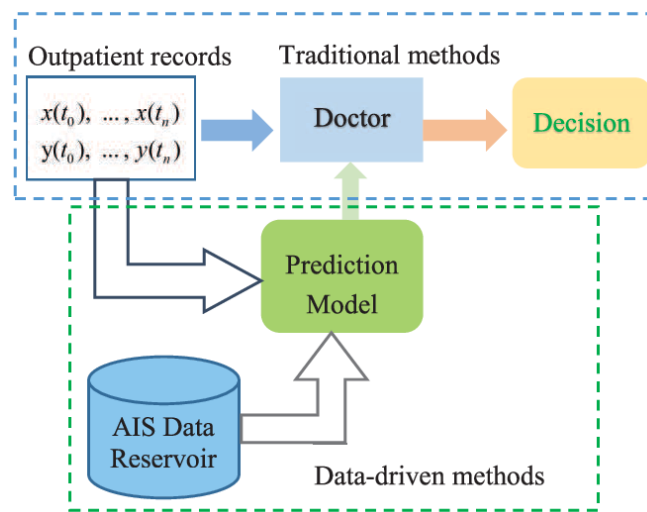 Outpatient records
Traditional methods
x(t₀), ... , x(tₙ)
y(t₀), ... , y(tₙ)
Doctor
Decision
Prediction
Model
AIS Data
Reservoir
Data-driven methods